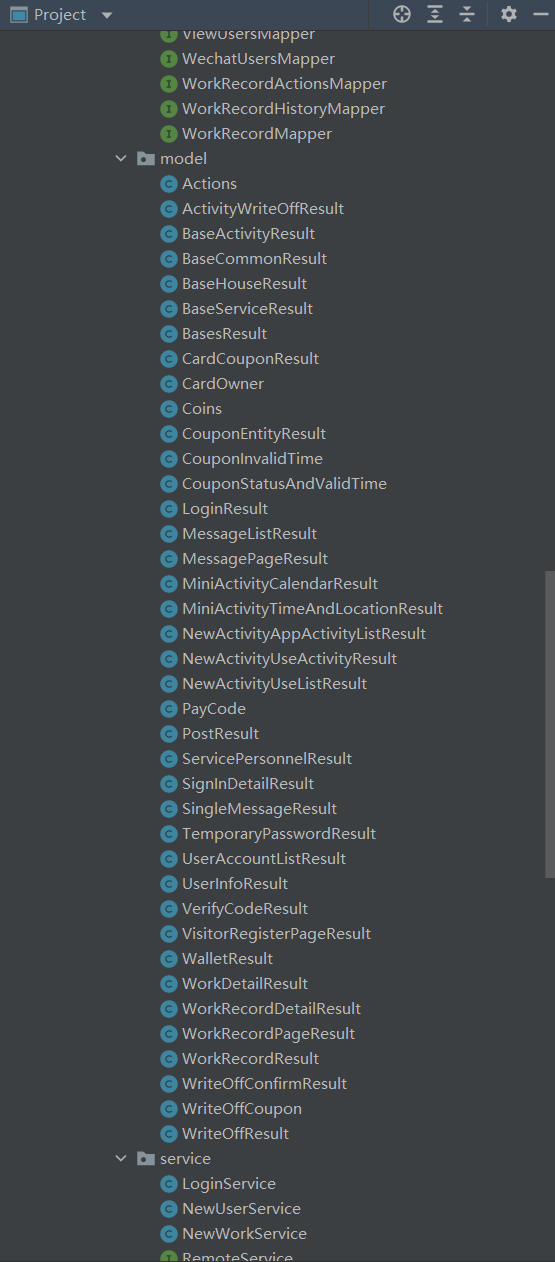 Project
ViewUsersMapper
WechatUsersMapper
WorkRecordActionsMapper
WorkRecordHistoryMapper
WorkRecordMapper
model
Actions
ActivityWriteOffResult
BaseActivityResult
BaseCommonResult
BaseHouseResult
BaseServiceResult
BasesResult
CardCouponResult
CardOwner
Coins
CouponEntityResult
CouponInvalidTime
CouponStatusAndValidTime
LoginResult
MessageListResult
MessagePageResult
MiniActivityCalendarResult
MiniActivityTimeAndLocationResult
NewActivityAppActivityListResult
NewActivityUseActivityResult
NewActivityUseListResult
PayCode
PostResult
ServicePersonnelResult
SignInDetailResult
SingleMessageResult
TemporaryPasswordResult
UserAccountListResult
UserInfoResult
VerifyCodeResult
VisitorRegisterPageResult
WalletResult
WorkDetailResult
WorkRecordDetailResult
WorkRecordPageResult
WorkRecordResult
WriteOffConfirmResult
WriteOffCoupon
WriteOffResult
service
LoginService
NewUserService
NewWorkService
RemoteService